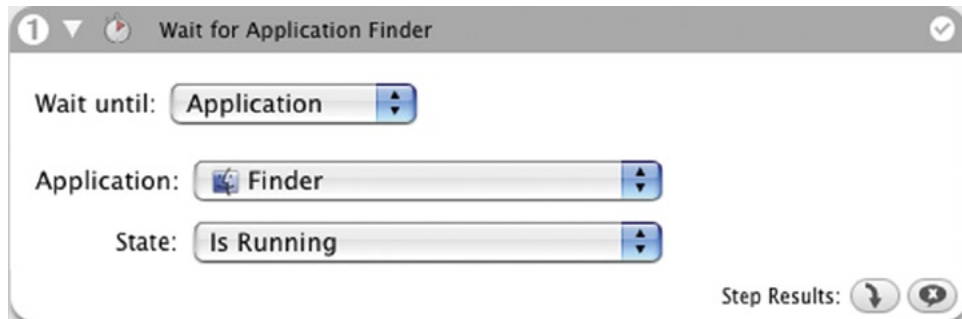 1 Wait for Application Finder
Wait until: Application
Application: Finder
State: Is Running
Step Results: